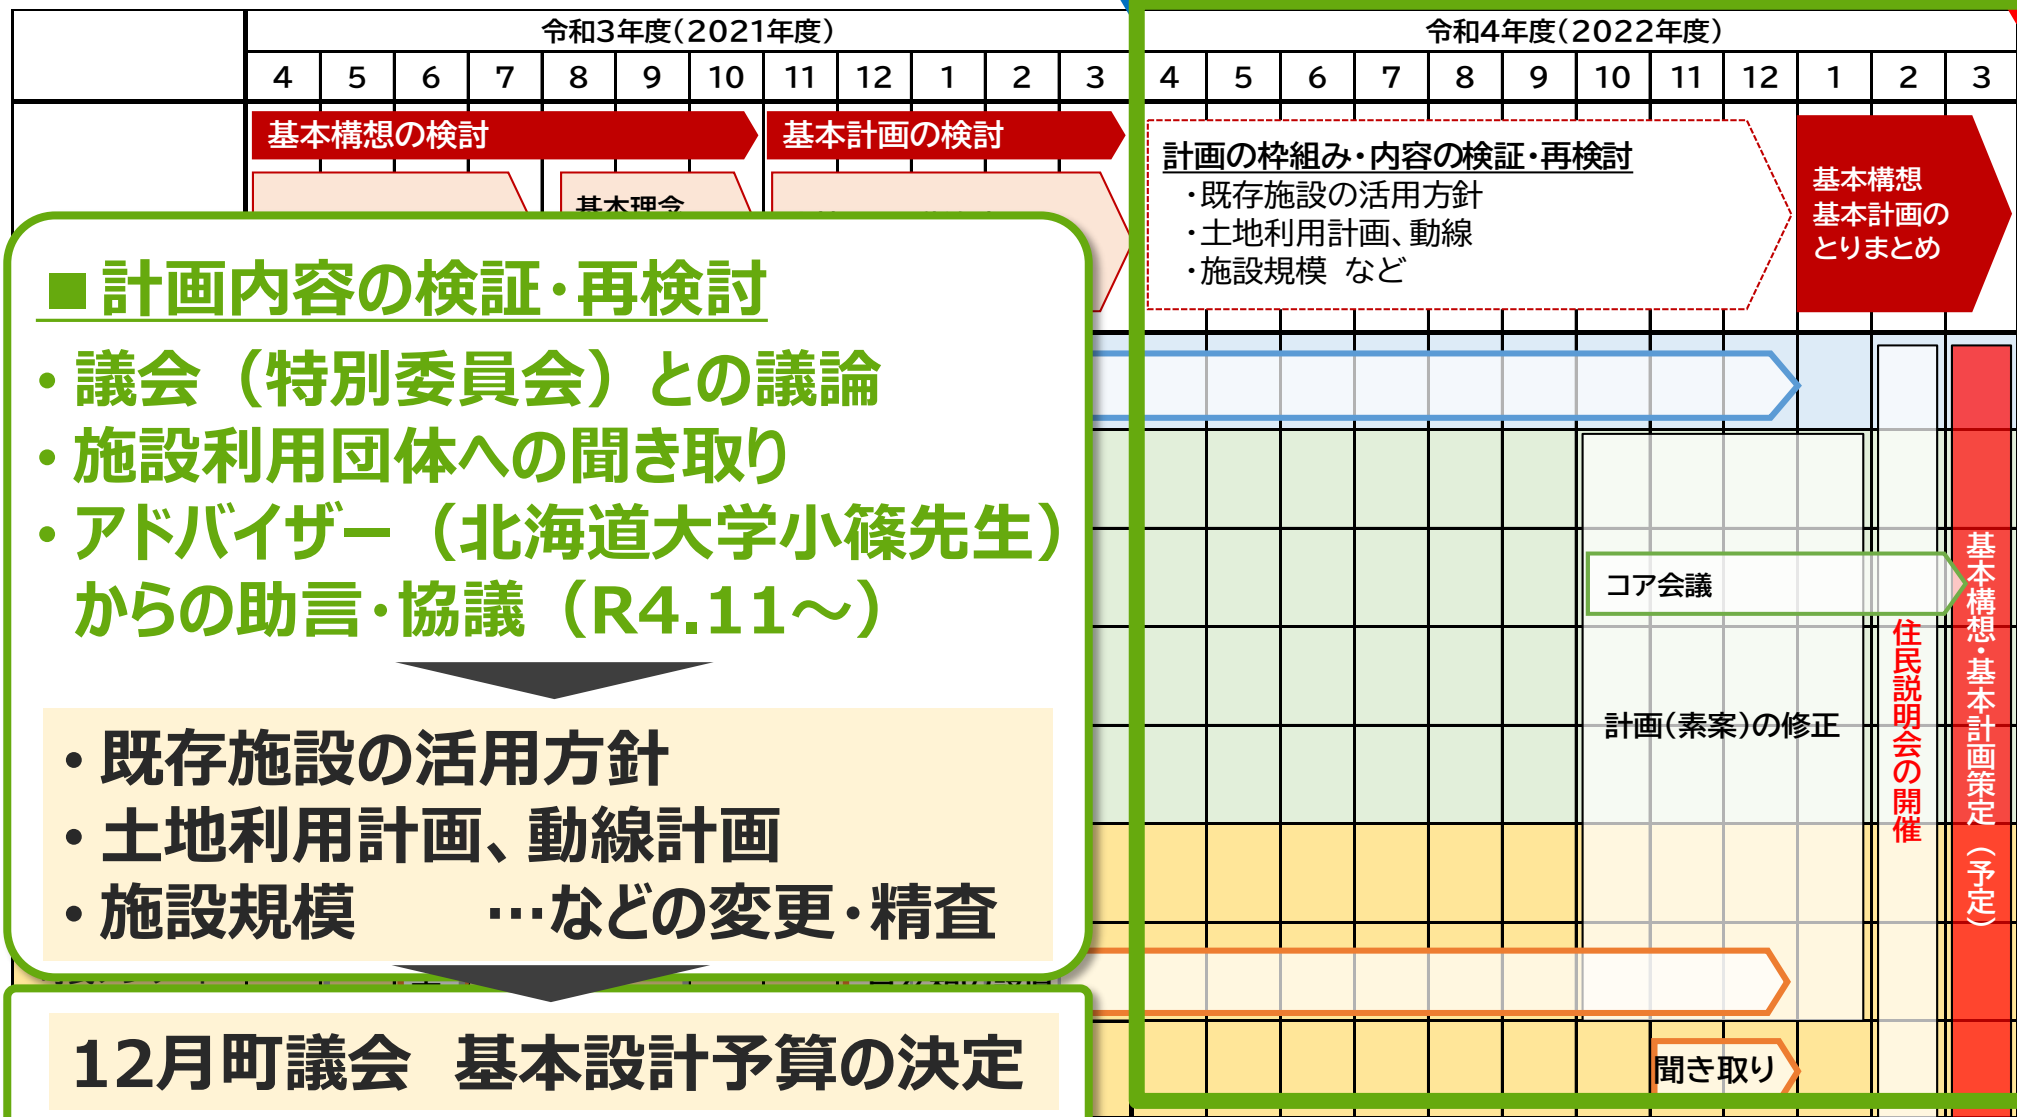 令和3年度(2021年度)
令和4年度(2022年度)
4 5 6 7 8 9 10 11 12 1 2 3 4 5 6 7 8 9 10 11 12 1 2 3
基本構想の検討
基本計画の検討
基本理念
計画の枠組み・内容の検証・再検討
・既存施設の活用方針
・土地利用計画、動線
・施設規模 など
基本構想
基本計画の
とりまとめ
■計画内容の検証・再検討
・議会（特別委員会）との議論
・施設利用団体への聞き取り
・アドバイザー（北海道大学小篠先生）
からの助言・協議（R4.11～）
・既存施設の活用方針
・土地利用計画、動線計画
・施設規模 …などの変更・精査
12月町議会 基本設計予算の決定
コア会議
計画(素案)の修正
聞き取り
住民説明会の開催
基本構想・基本計画策定（予定）